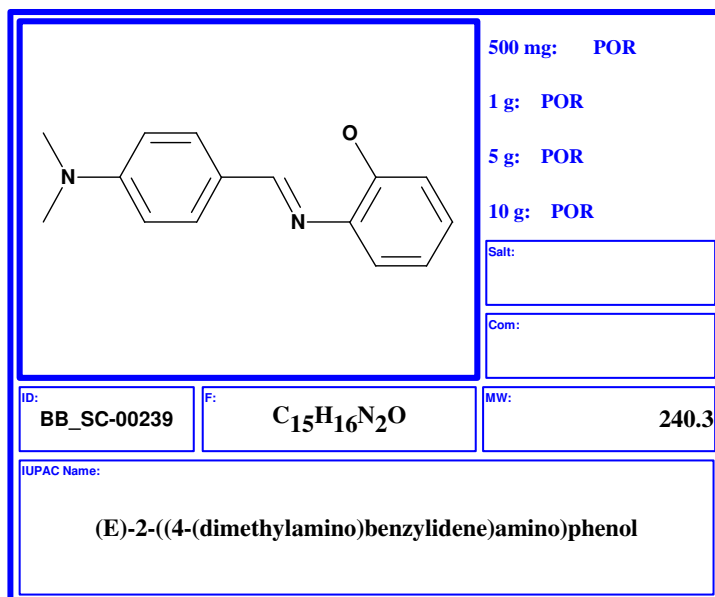 500 mg: POR
1 g: POR
5 g: POR
10 g: POR
O
N
N
Salt:
Com:
ID:
BB_SC-00239
F:
C15H16N2O
MW:
240.3
IUPAC Name:
(E)-2-((4-(dimethylamino)benzylidene)amino)phenol